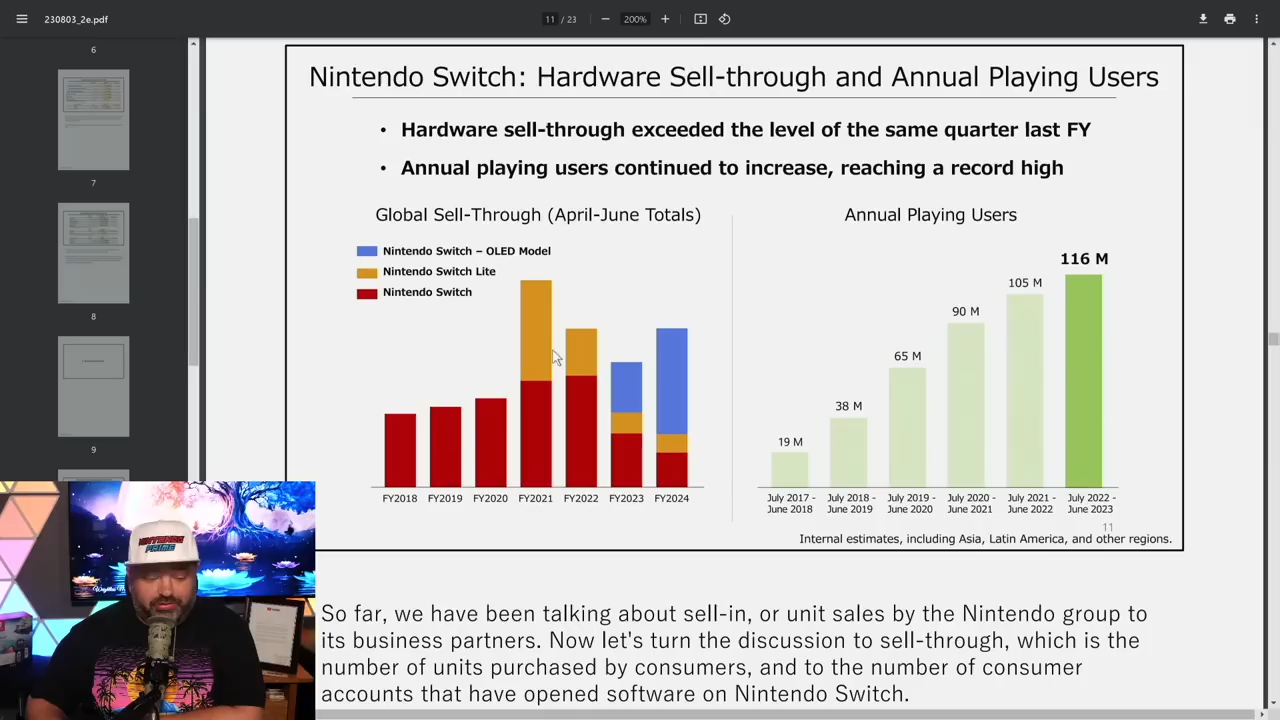 230803_2e.pdf
11 / 23
200%
6
7
8
9
Nintendo Switch: Hardware Sell-through and Annual Playing Users
• Hardware sell-through exceeded the level of the same quarter last FY
• Annual playing users continued to increase, reaching a record high
Global Sell-Through (April-June Totals)
Nintendo Switch – OLED Model
Nintendo Switch Lite
Nintendo Switch
FY2018 FY2019 FY2020 FY2021 FY2022 FY2023 FY2024
Annual Playing Users
19 M
38 M
65 M
90 M
105 M
116 M
July 2017 - July 2018 - July 2019 - July 2020 - July 2021 - July 2022 -
June 2018 June 2019 June 2020 June 2021 June 2022 June 2023
11
Internal estimates, including Asia, Latin America, and other regions.
So far, we have been talking about sell-in, or unit sales by the Nintendo group to
its business partners. Now let's turn the discussion to sell-through, which is the
number of units purchased by consumers, and to the number of consumer
accounts that have opened software on Nintendo Switch.
NINTENDO
PRIME